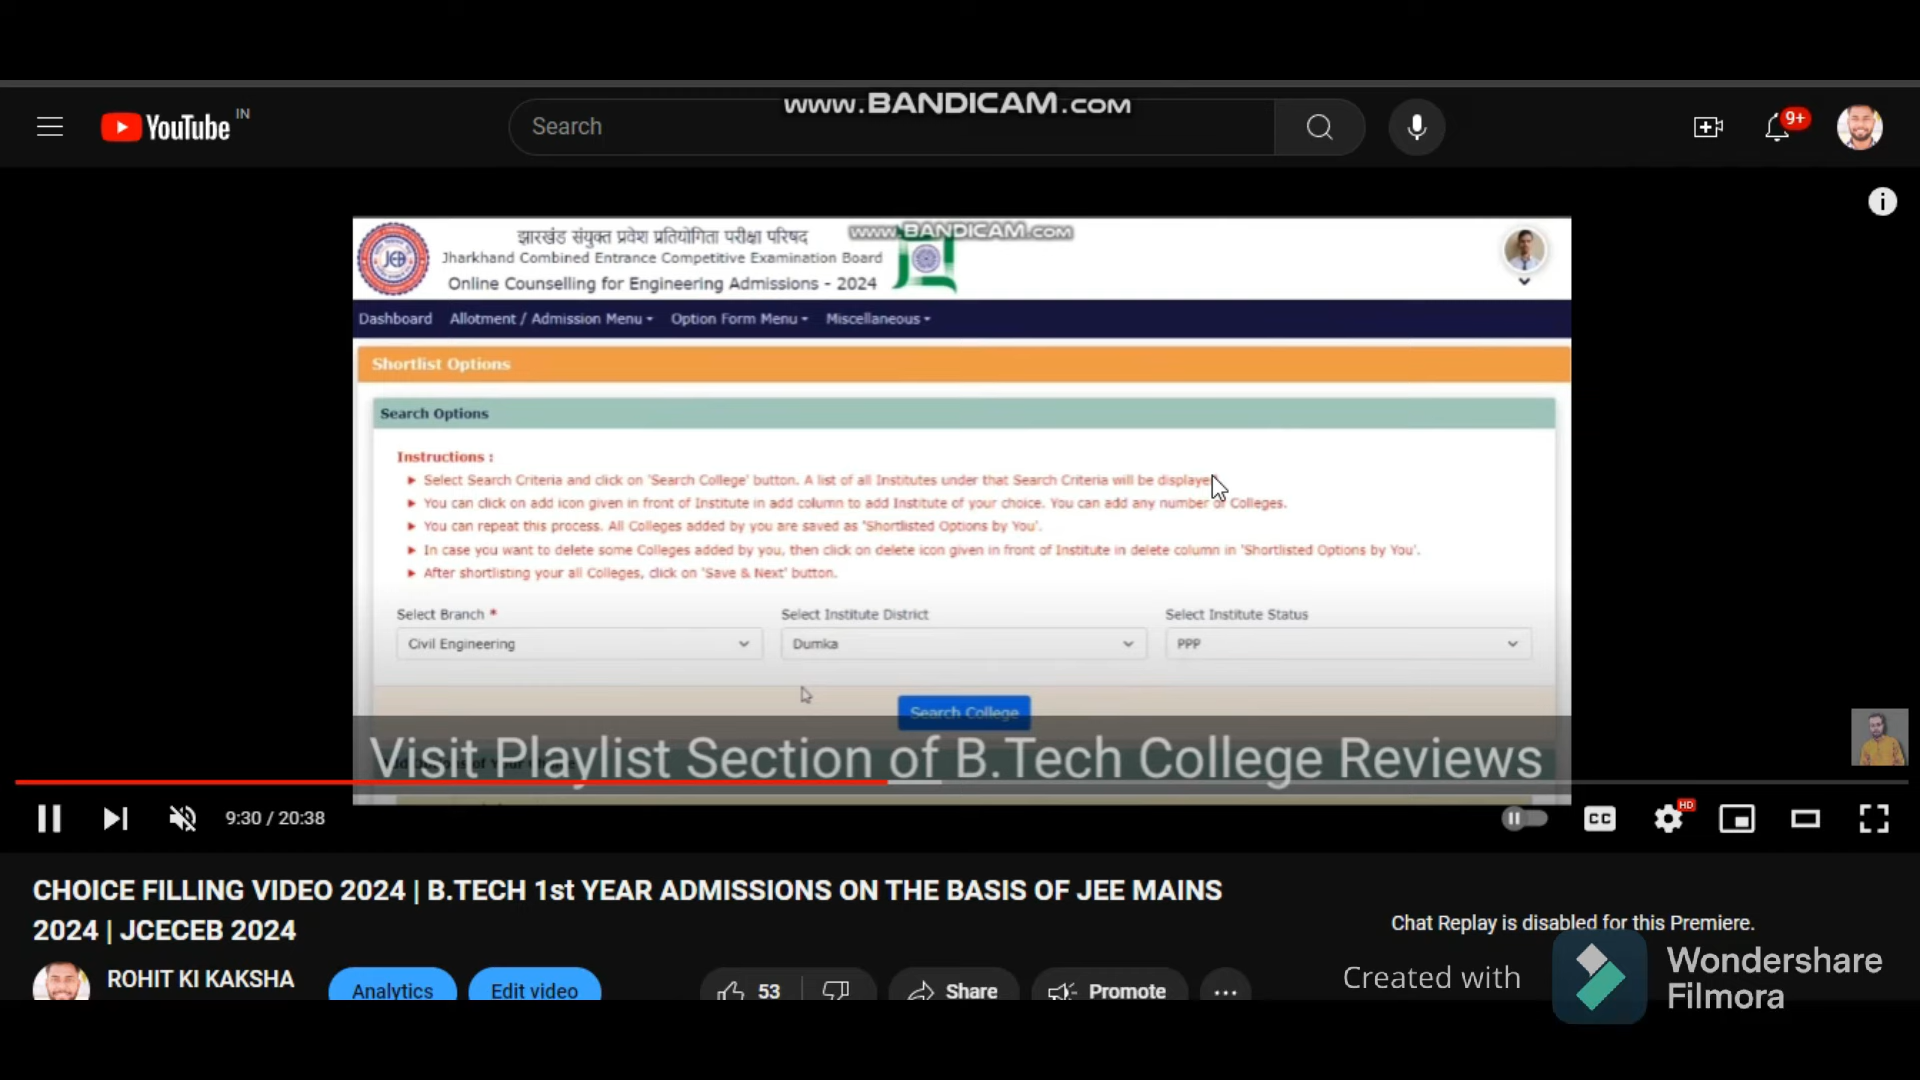 www.BANDICAM.com
YouTube IN
Search
9+
झारखंड संयुक्त प्रवेश प्रतियोगिता परीक्षा परिषद
www.BANDICAM.com
JEB
Jharkhand Combined Entrance Competitive Examination Board
Online Counselling for Engineering Admissions - 2024
Dashboard Allotment / Admission Menu Option Form Menu Miscellaneous
Shortlist Options
Search Options
Instructions :
Select Search Criteria and click on 'Search College' button. A list of all Institutes under that Search Criteria will be displaye
You can click on add icon given in front of Institute in add column to add Institute of your choice. You can add any number of Colleges.
You can repeat this process. All Colleges added by you are saved as 'Shortlisted Options by You'.
In case you want to delete some Colleges added by you, then click on delete icon given in front of Institute in delete column in 'Shortlisted Options by You'.
After shortlisting your all Colleges, click on 'Save & Next' button.
Select Branch * Select Institute District Select Institute Status
Civil Engineering Dumka PPP
Search College
Visit Playlist Section of B.Tech College Reviews
9:30 / 20:38 CC HD
CHOICE FILLING VIDEO 2024 | B.TECH 1st YEAR ADMISSIONS ON THE BASIS OF JEE MAINS
2024 | JCECEB 2024
Chat Replay is disabled for this Premiere.
ROHIT KI KAKSHA
Analytics Edit video 53 Share Promote
Created with Wondershare
Filmora